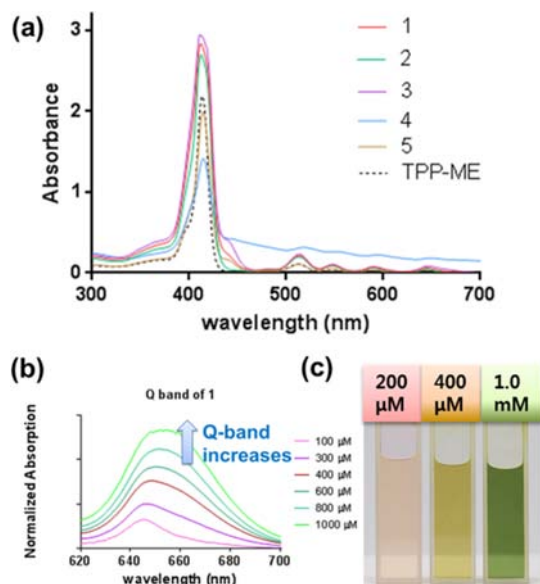 (a)
3
2
1
0
Absorbance
300 400 500 600 700
wavelength (nm)
1
2
3
4
5
TPP-ME
(b)
Q band of 1
Q-band
increases
Normalized Absorption
620 640 660 680 700
wavelength (nm)
100 μM
300 μM
400 μM
600 μM
800 μM
1000 μM
(c)
200 400 1.0
μM μM mM